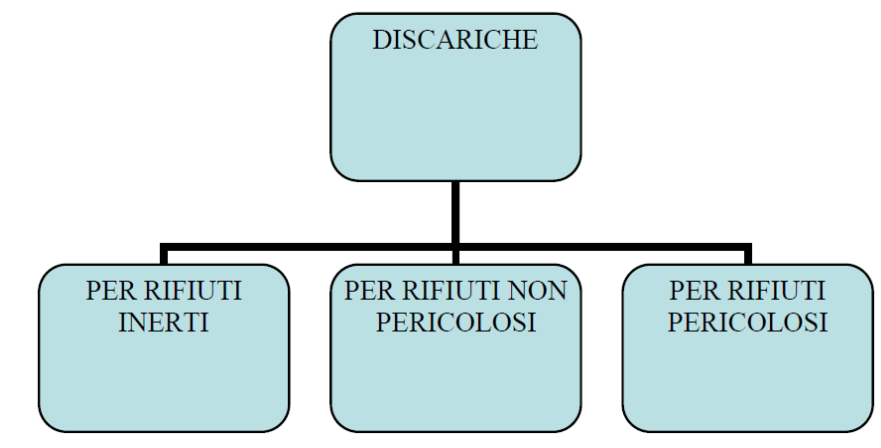 DISCARICHE
PER RIFIUTI
INERTI
PER RIFIUTI NON
PERICOLOSI
PER RIFIUTI
PERICOLOSI